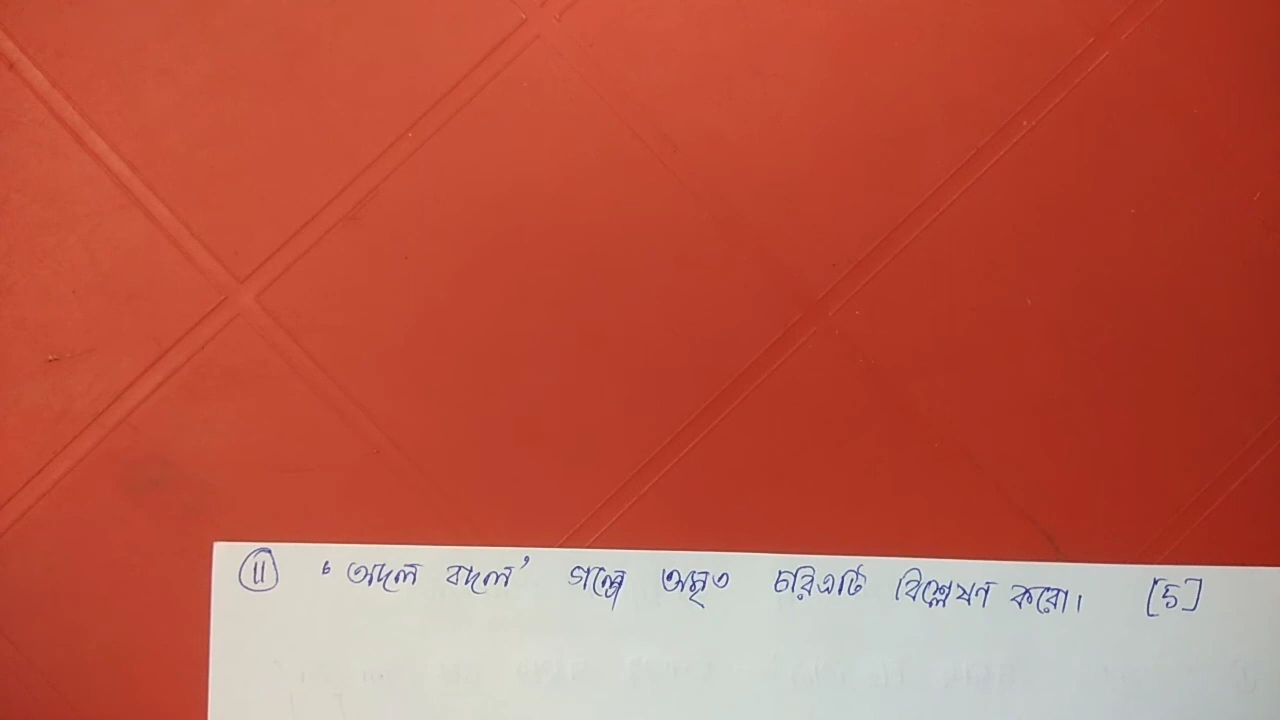 ⑪ ‘অদল বদল’ গল্পে অমৃত চরিত্রটি বিশ্লেষণ করো। [5]